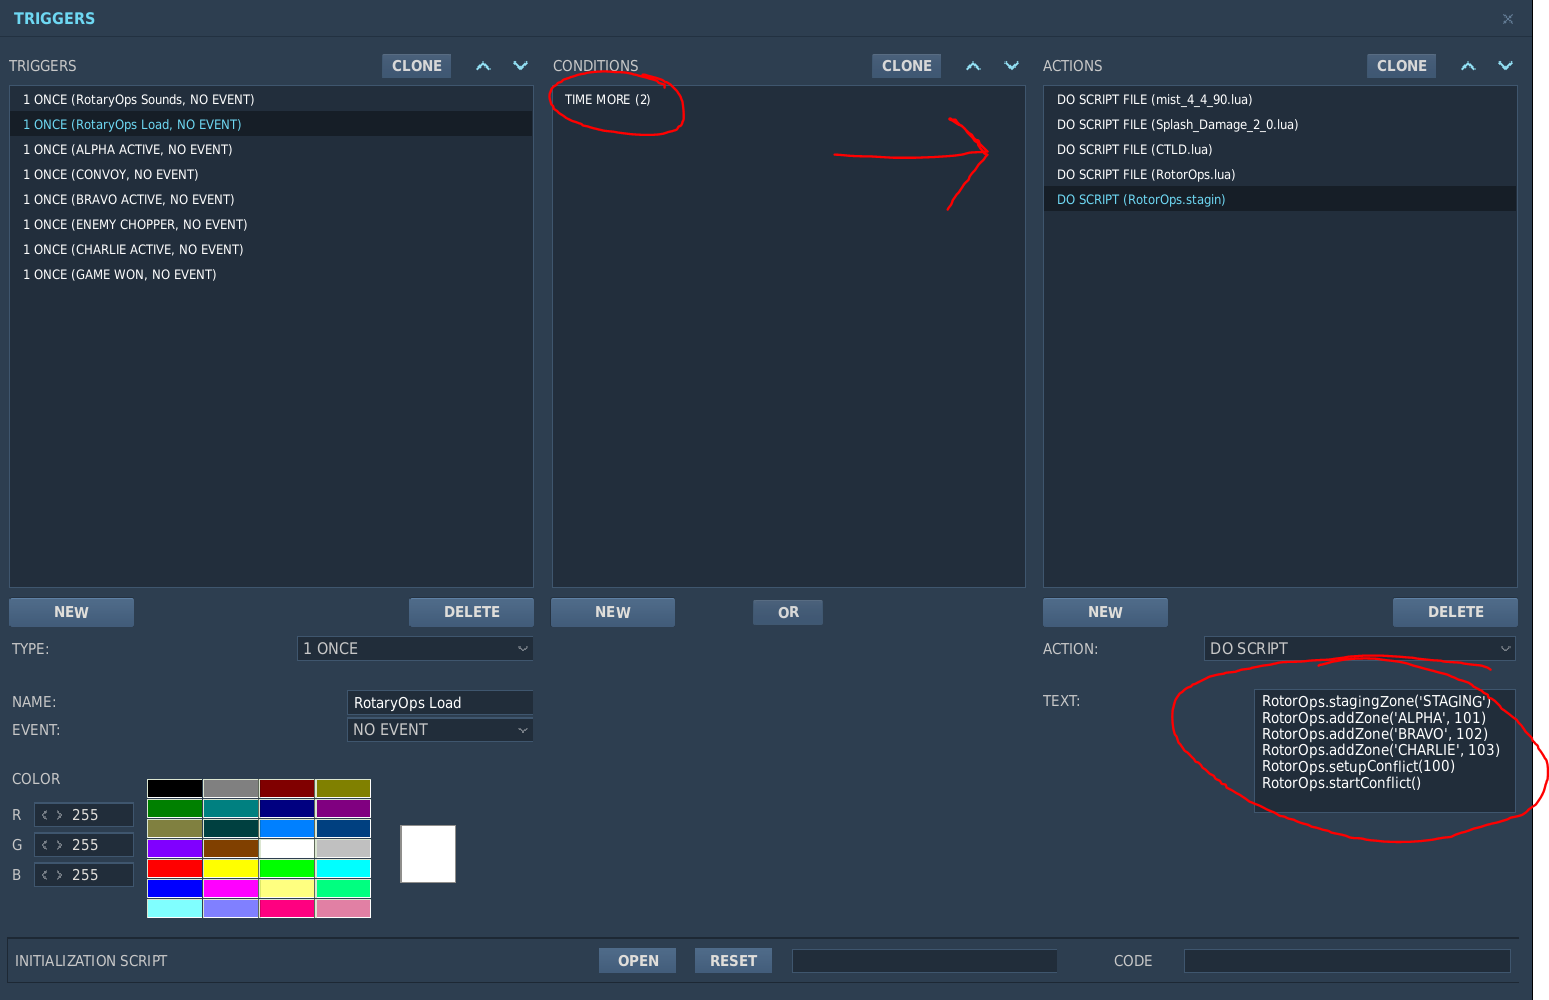 TRIGGERS
TRIGGERS CLONE
1 ONCE (RotaryOps Sounds, NO EVENT)
1 ONCE (RotaryOps Load, NO EVENT)
1 ONCE (ALPHA ACTIVE, NO EVENT)
1 ONCE (CONVOY, NO EVENT)
1 ONCE (BRAVO ACTIVE, NO EVENT)
1 ONCE (ENEMY CHOPPER, NO EVENT)
1 ONCE (CHARLIE ACTIVE, NO EVENT)
1 ONCE (GAME WON, NO EVENT)
NEW DELETE
TYPE: 1 ONCE
NAME: RotaryOps Load
EVENT: NO EVENT
COLOR
R 255
G 255
B 255
CONDITIONS CLONE
TIME MORE (2)
NEW OR
ACTIONS CLONE
DO SCRIPT FILE (mist_4_4_90.lua)
DO SCRIPT FILE (Splash_Damage_2_0.lua)
DO SCRIPT FILE (CTLD.lua)
DO SCRIPT FILE (RotorOps.lua)
DO SCRIPT (RotorOps.stagin)
NEW DELETE
ACTION: DO SCRIPT
TEXT:
RotorOps.stagingZone('STAGING')
RotorOps.addZone('ALPHA', 101)
RotorOps.addZone('BRAVO', 102)
RotorOps.addZone('CHARLIE', 103)
RotorOps.setupConflict(100)
RotorOps.startConflict()
INITIALIZATION SCRIPT OPEN RESET CODE